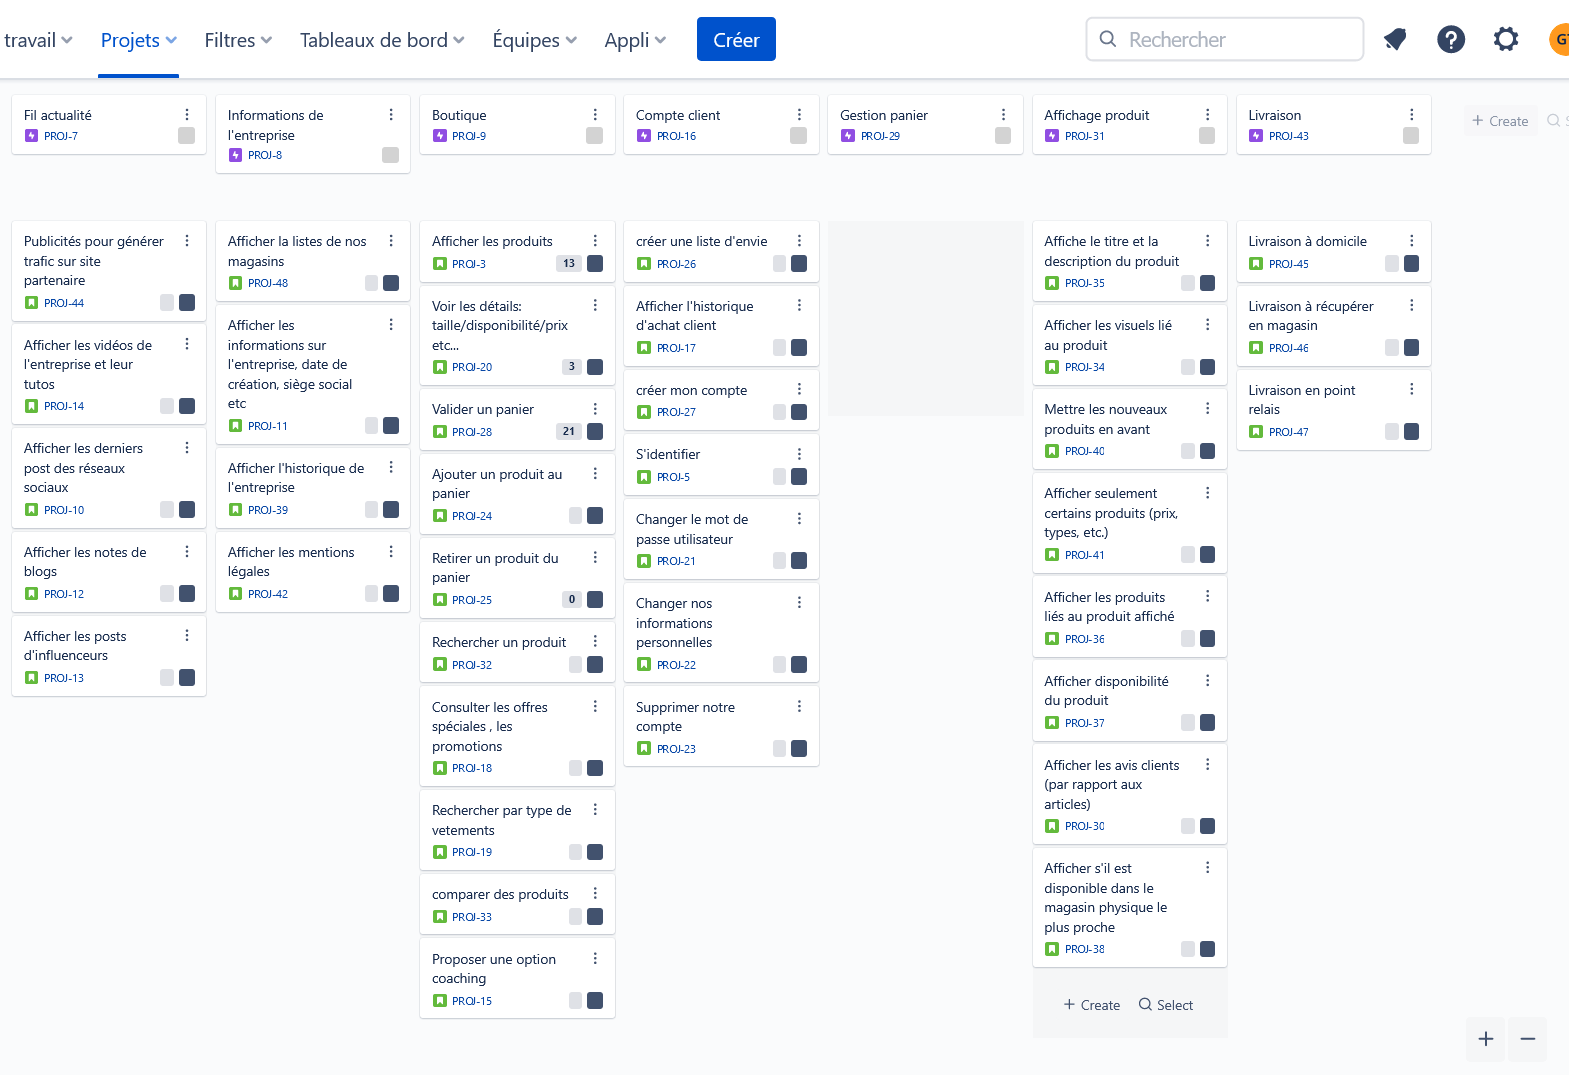 travail
Projets
Filtres
Tableaux de bord
Équipes
Appli
Créer
Rechercher
GT
Fil actualité
PROJ-7
Informations de
l'entreprise
PROJ-8
Boutique
PROJ-9
Compte client
PROJ-16
Gestion panier
PROJ-29
Affichage produit
PROJ-31
Livraison
PROJ-43
+ Create
S
Publicités pour générer
trafic sur site
partenaire
PROJ-44
Afficher les vidéos de
l'entreprise et leur
tutos
PROJ-14
Afficher les derniers
post des réseaux
sociaux
PROJ-10
Afficher les notes de
blogs
PROJ-12
Afficher les posts
d'influenceurs
PROJ-13
Afficher la listes de nos
magasins
PROJ-48
Afficher les
informations sur
l'entreprise, date de
création, siège social
etc
PROJ-11
Afficher l'historique de
l'entreprise
PROJ-39
Afficher les mentions
légales
PROJ-42
Afficher les produits
PROJ-3 13
Voir les détails:
taille/disponibilité/prix
etc...
PROJ-20 3
Valider un panier
PROJ-28 21
Ajouter un produit au
panier
PROJ-24
Retirer un produit du
panier
PROJ-25 0
Rechercher un produit
PROJ-32
Consulter les offres
spéciales , les
promotions
PROJ-18
Rechercher par type de
vetements
PROJ-19
comparer des produits
PROJ-33
Proposer une option
coaching
PROJ-15
créer une liste d'envie
PROJ-26
Afficher l'historique
d'achat client
PROJ-17
créer mon compte
PROJ-27
S'identifier
PROJ-5
Changer le mot de
passe utilisateur
PROJ-21
Changer nos
informations
personnelles
PROJ-22
Supprimer notre
compte
PROJ-23
Affiche le titre et la
description du produit
PROJ-35
Afficher les visuels lié
au produit
PROJ-34
Mettre les nouveaux
produits en avant
PROJ-40
Afficher seulement
certains produits (prix,
types, etc.)
PROJ-41
Afficher les produits
liés au produit affiché
PROJ-36
Afficher disponibilité
du produit
PROJ-37
Afficher les avis clients
(par rapport aux
articles)
PROJ-30
Afficher s'il est
disponible dans le
magasin physique le
plus proche
PROJ-38
+ Create Select
Livraison à domicile
PROJ-45
Livraison à récupérer
en magasin
PROJ-46
Livraison en point
relais
PROJ-47